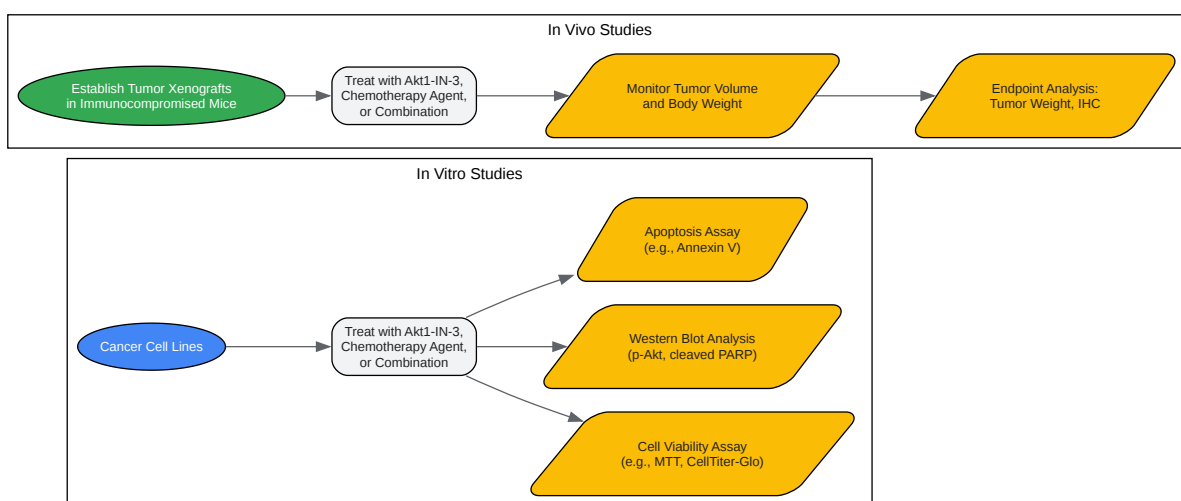 In Vivo Studies
Establish Tumor Xenografts
in Immunocompromised Mice
Treat with Akt1-IN-3,
Chemotherapy Agent,
or Combination
Monitor Tumor Volume
and Body Weight
Endpoint Analysis:
Tumor Weight, IHC
In Vitro Studies
Cancer Cell Lines
Treat with Akt1-IN-3,
Chemotherapy Agent,
or Combination
Apoptosis Assay
(e.g., Annexin V)
Western Blot Analysis
(p-Akt, cleaved PARP)
Cell Viability Assay
(e.g., MTT, CellTiter-Glo)